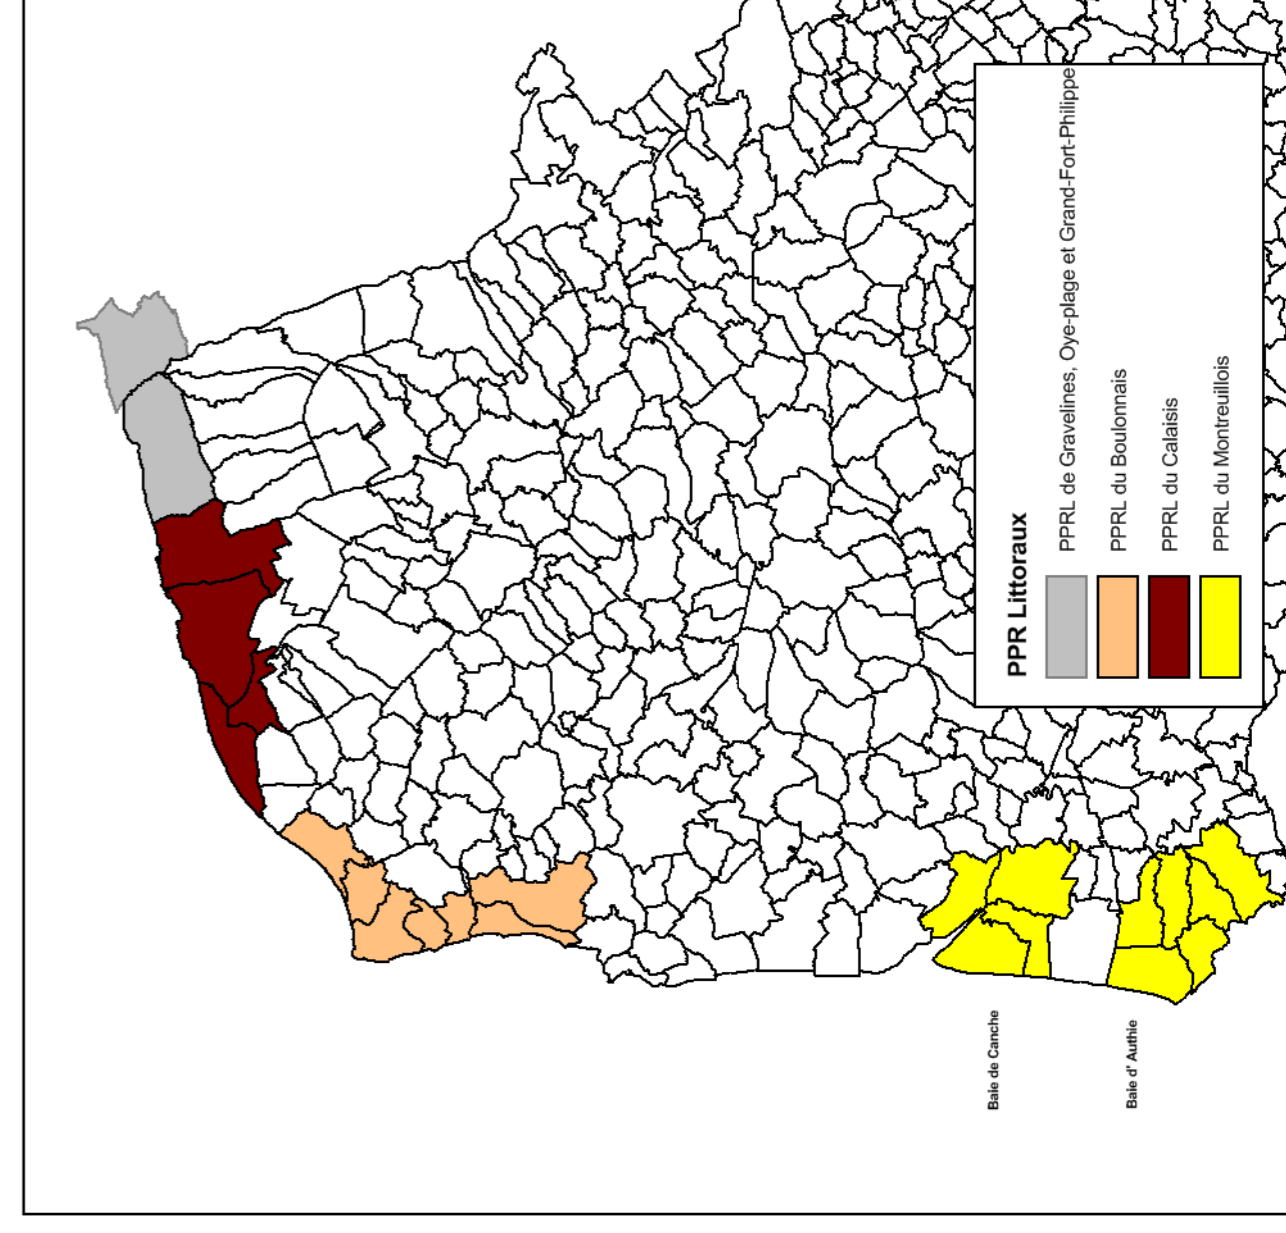 PPR Littoraux
PPRL de Gravelines, Oye-plage et Grand-Fort-Philippe
PPRL du Boulonnais
PPRL du Calaisis
PPRL du Montreuillois
Baie de Canche
Baie d' Authie